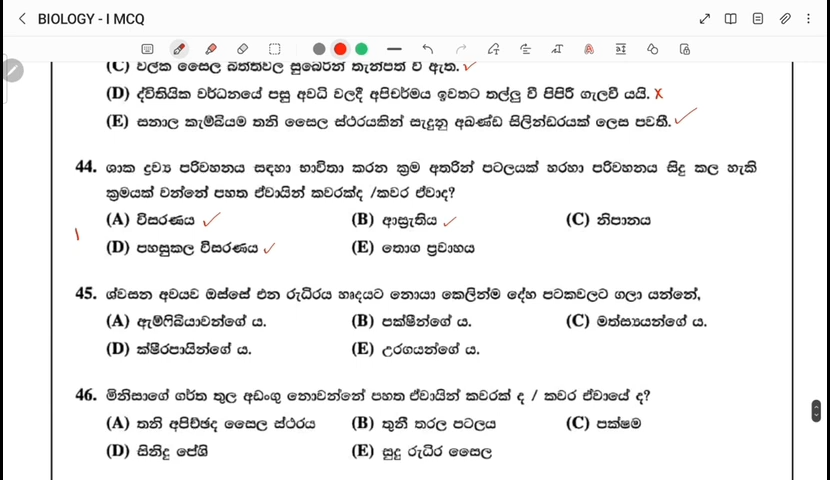 BIOLOGY - I MCQ
(C) වල්ක සෛල බිත්තිවල සුබෙරින් තැන්පත් වී ඇත.
(D) ද්විතියික වර්ධනයේ පසු අවධි වලදී අපිචර්මය ඉවතට තල්ලු වී පිපිරී ගැලවී යයි. x
(E) සනාල කැම්බියම තනි සෛල ස්ථරයකින් සැදුනු අඛණ්ඩ සිලින්ඩරයක් ලෙස පවතී.
44. ශාක ද්‍රව්‍ය පරිවහනය සඳහා භාවිතා කරන ක්‍රම අතරින් පටලයක් හරහා පරිවහනය සිදු කල හැකි
ක්‍රමයක් වන්නේ පහත ඒවායින් කවරක්ද /කවර ඒවාද?
(A) විසරණය (B) ආස්‍රැතිය (C) නිපානය
1 (D) පහසුකල විසරණය (E) තොග ප්‍රවාහය
45. ශ්වසන අවයව ඔස්සේ එන රුධිරය හෘදයට නොයා කෙලින්ම දේහ පටකවලට ගලා යන්නේ,
(A) ඇම්ෆිබියාවන්ගේ ය. (B) පක්ෂීන්ගේ ය. (C) මත්ස්‍යයන්ගේ ය.
(D) ක්ෂීරපායින්ගේ ය. (E) උරගයන්ගේ ය.
46. මිනිසාගේ ගර්ත තුල අඩංගු නොවන්නේ පහත ඒවායින් කවරක් ද / කවර ඒවායේ ද?
(A) තනි අපිච්ඡද සෛල ස්ථරය (B) තුනී තරල පටලය (C) පක්ෂම
(D) සිනිදු පේශි (E) සුදු රුධිර සෛල